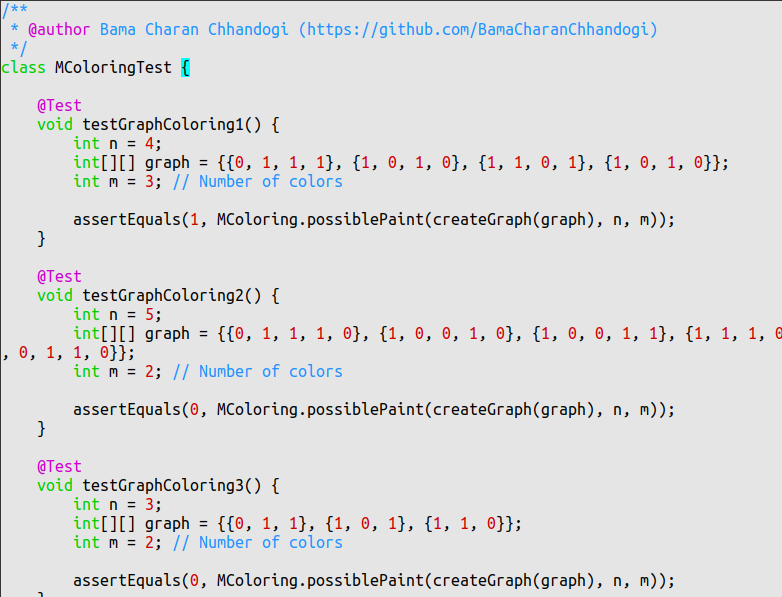 /**
 * @author Bama Charan Chhandogi (https://github.com/BamaCharanChhandogi)
 */
class MColoringTest {

    @Test
    void testGraphColoring1() {
        int n = 4;
        int[][] graph = {{0, 1, 1, 1}, {1, 0, 1, 0}, {1, 1, 0, 1}, {1, 0, 1, 0}};
        int m = 3; // Number of colors

        assertEquals(1, MColoring.possiblePaint(createGraph(graph), n, m));
    }

    @Test
    void testGraphColoring2() {
        int n = 5;
        int[][] graph = {{0, 1, 1, 1, 0}, {1, 0, 0, 1, 0}, {1, 0, 0, 1, 1}, {1, 1, 1, 0
, 0, 1, 1, 0}};
        int m = 2; // Number of colors

        assertEquals(0, MColoring.possiblePaint(createGraph(graph), n, m));
    }

    @Test
    void testGraphColoring3() {
        int n = 3;
        int[][] graph = {{0, 1, 1}, {1, 0, 1}, {1, 1, 0}};
        int m = 2; // Number of colors

        assertEquals(0, MColoring.possiblePaint(createGraph(graph), n, m));
    }